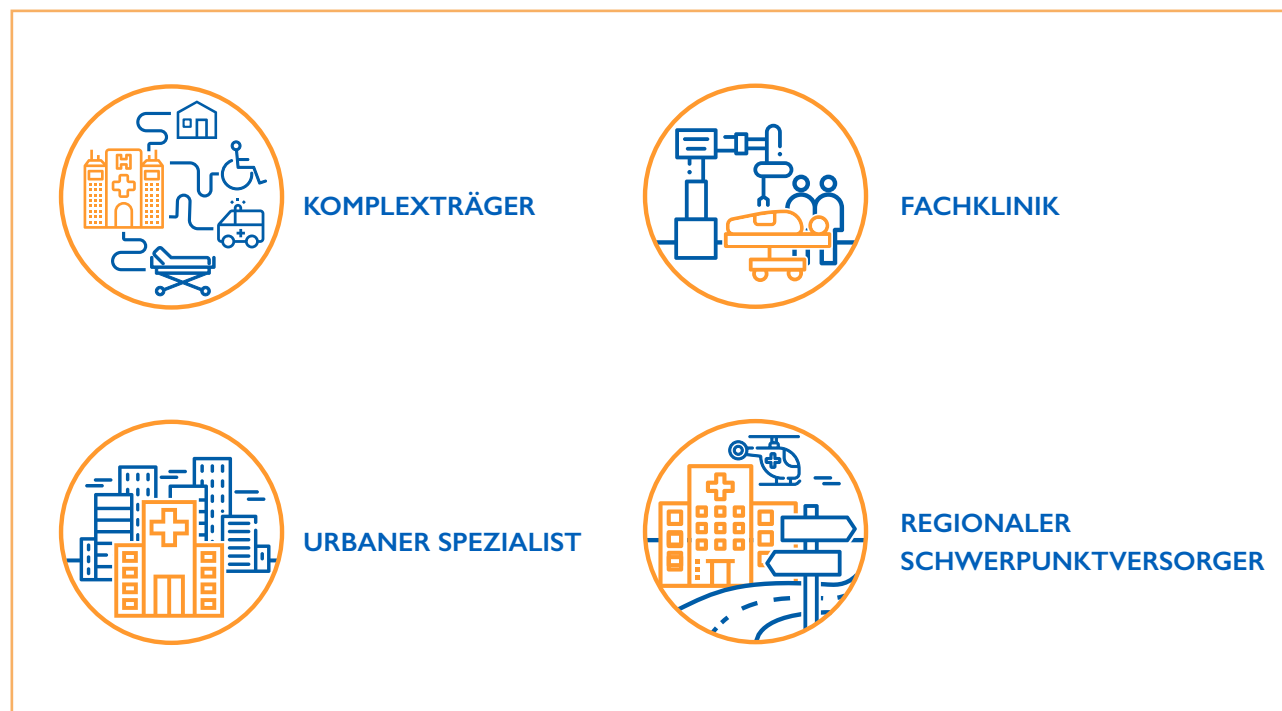 KOMPLEXTRÄGER
FACHKLINIK
URBANER SPEZIALIST
REGIONALER
SCHWERPUNKTVERSORGER